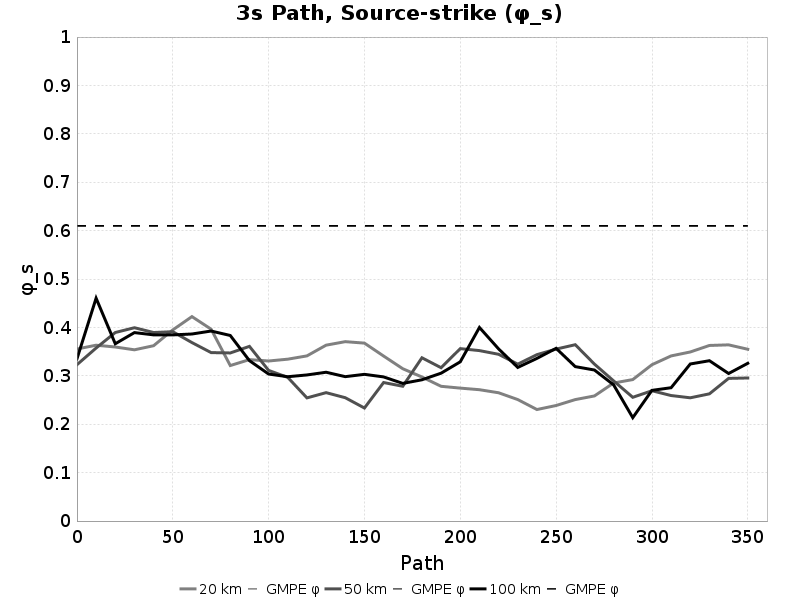 3s Path, Source-strike (φ_s)
1
0.9
0.8
0.7
0.6
0.5
0.4
0.3
0.2
0.1
0
φ_s
0 50 100 150 200 250 300 350
Path
20 km GMPE φ 50 km GMPE φ 100 km GMPE φ